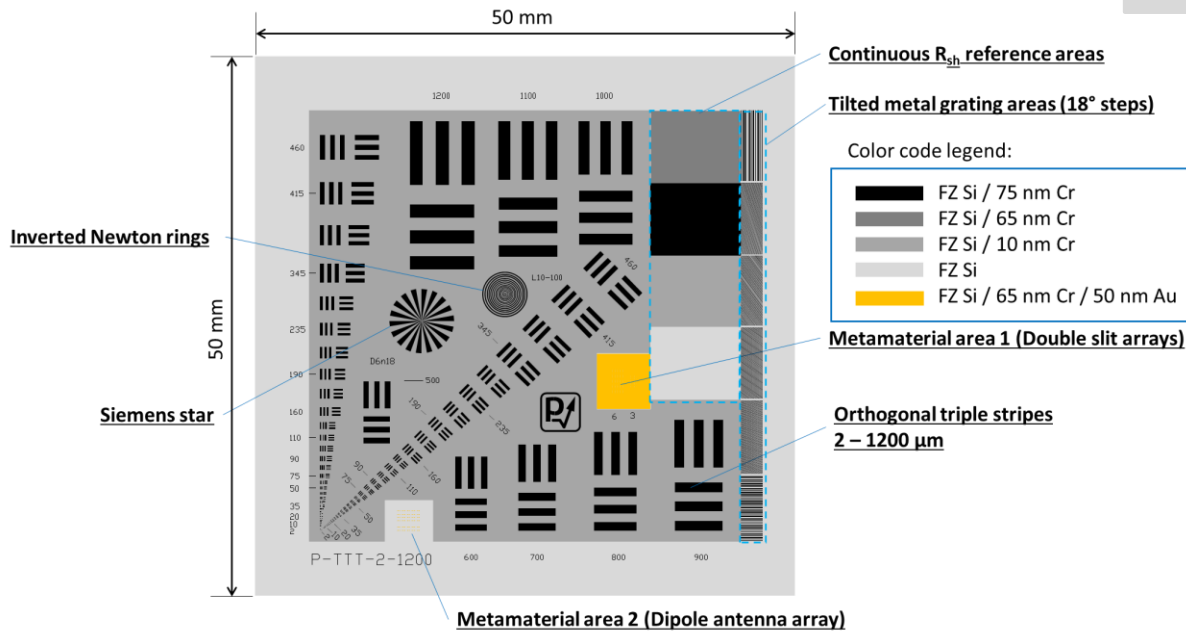 50 mm
50 mm
Continuous Rsh reference areas
Tilted metal grating areas (18° steps)
Color code legend:
FZ Si / 75 nm Cr
FZ Si / 65 nm Cr
FZ Si / 10 nm Cr
FZ Si
FZ Si / 65 nm Cr / 50 nm Au
Metamaterial area 1 (Double slit arrays)
Orthogonal triple stripes
2 – 1200 µm
Inverted Newton rings
Siemens star
Metamaterial area 2 (Dipole antenna array)
1200 1100 1000
460
415
345
235
190
160
110
90
75
50
35
20
10
2
L10-100
D6n18
500
460
415
345
235
190
160
110
90
75
50
35
20
10
2
6 3
P
600 700 800 900
P-TTT-2-1200